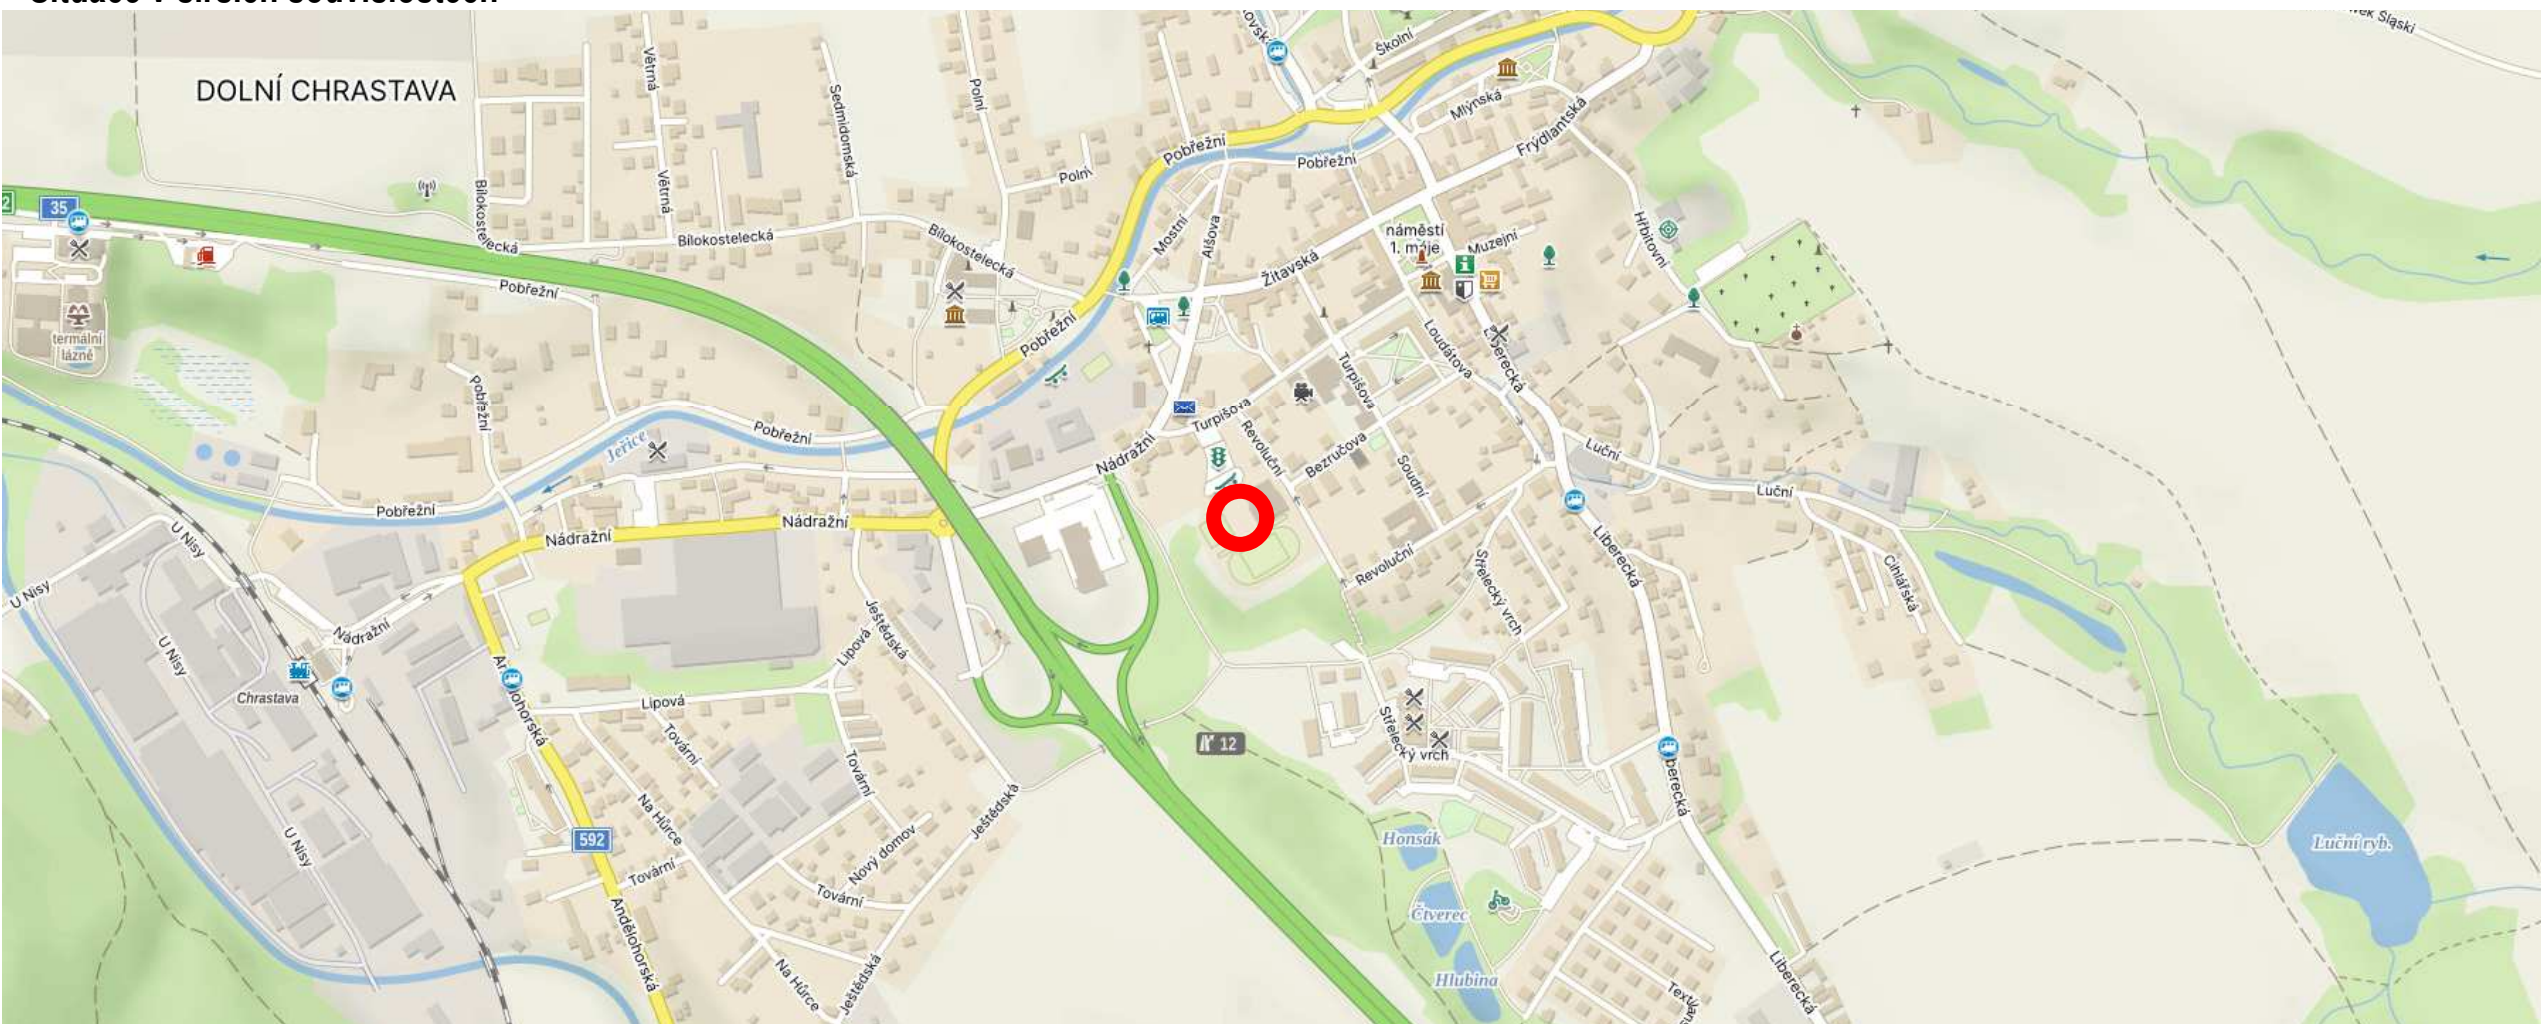 DOLNÍ CHRASTAVA
Větrná
Sedmidomská
Polní
Školní
Mlýnská
Frýdlantská
Pobřežní
Pobřežní
Polní
Větrná
Bílokostelecká
35
Bílokostelecká
Bílokostelecká
Mostní
Alšova
Žitavská
náměstí
1. máje
Muzejní
Hřbitovní
Pobřežní
termální
lázně
Pobřežní
Loudátova
Liberecká
Turpišova
Turpišova
Pobřežní
Pobřežní
Jeřice
Nádražní
Revoluční
Bezručova
Soudní
Luční
Luční
Pobřežní
Nádražní
Nádražní
U Nisy
U Nisy
Liberecká
Revoluční
Střelecký vrch
Cihlářská
Nádražní
Ještědská
Lipová
U Nisy
Chrastava
Andělohorská
Lipová
Tovární
Tovární
12
Střelecký vrch
Liberecká
Na Hůrce
Ještědská
592
U Nisy
Nový domov
Tovární
Tovární
Honsák
Luční ryb.
Čtverec
Andělohorská
Na Hůrce
Ještědská
Hlubina
Liberecká